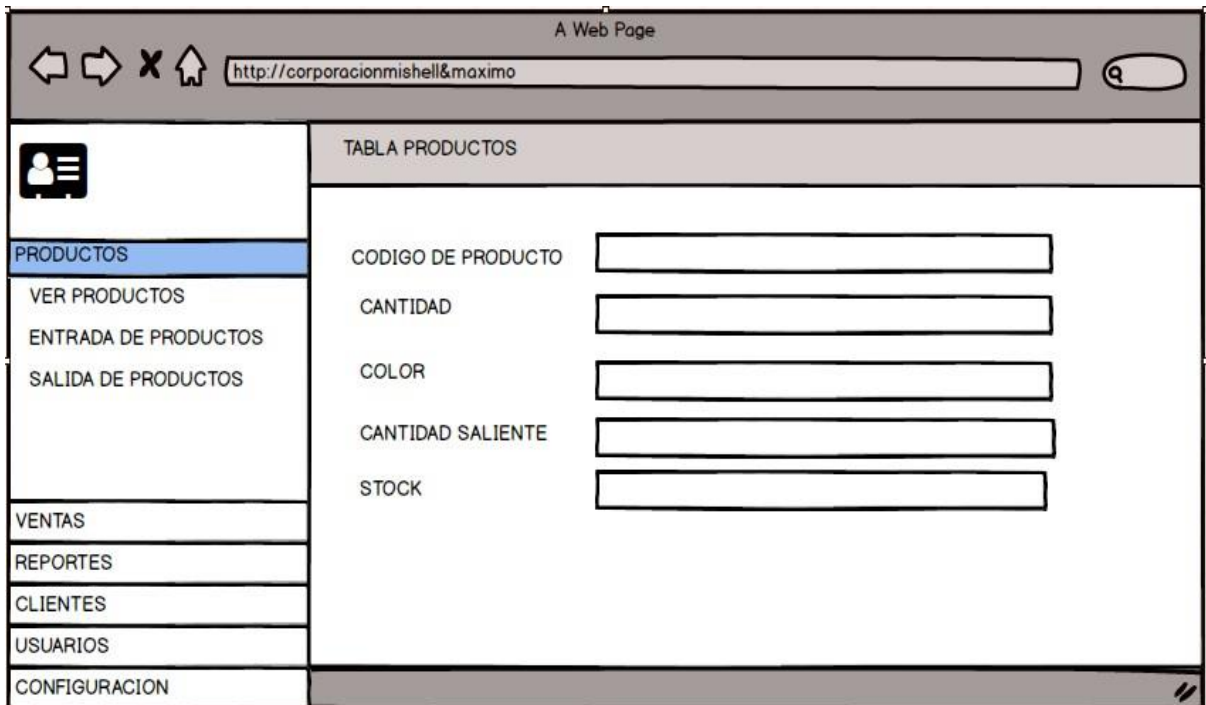 A Web Page
http://corporacionmishell&maximo
TABLA PRODUCTOS
PRODUCTOS
VER PRODUCTOS
ENTRADA DE PRODUCTOS
SALIDA DE PRODUCTOS
VENTAS
REPORTES
CLIENTES
USUARIOS
CONFIGURACION
CODIGO DE PRODUCTO
CANTIDAD
COLOR
CANTIDAD SALIENTE
STOCK